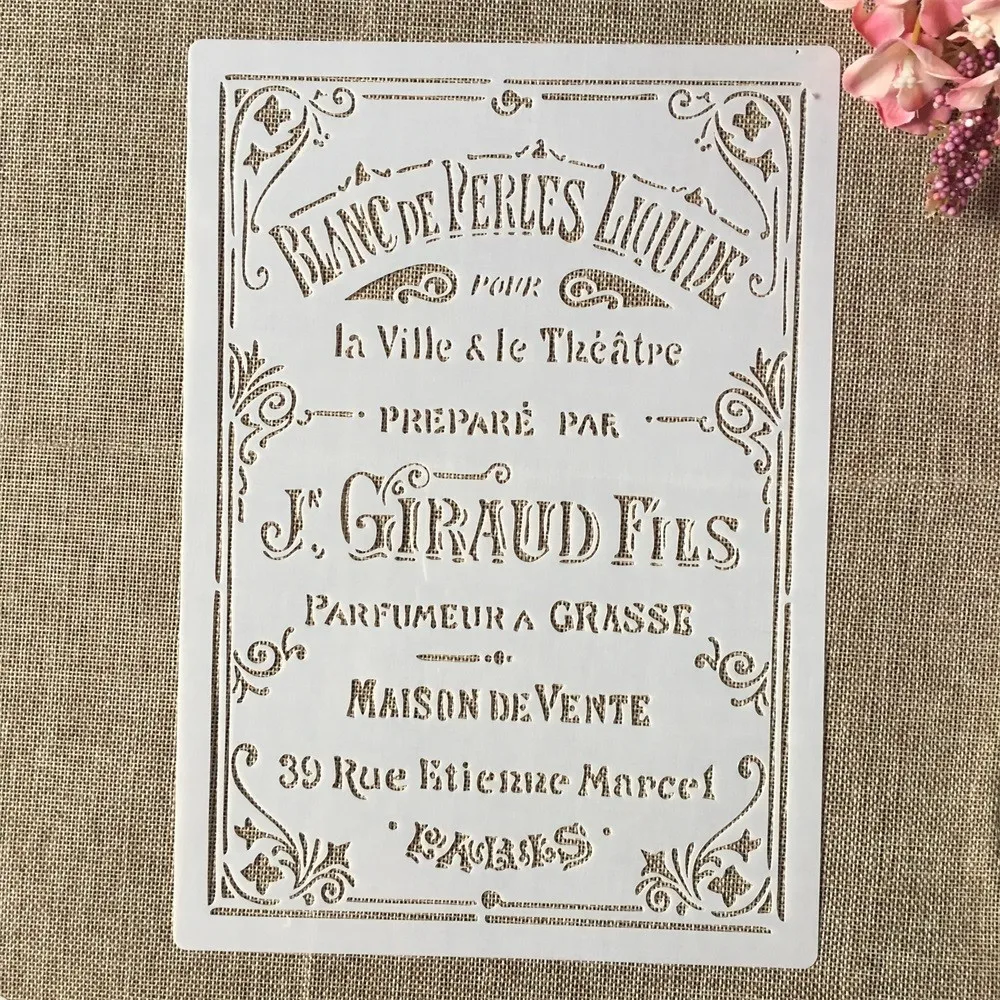 BLANC DE PERLES LIQUIDE
POUR
la Ville & le Théâtre
PREPARÉ PAR
JN. GIRAUD FILS
PARFUMEUR A GRASSE
MAISON DE VENTE
39 Rue Etienne Marcel
PARIS